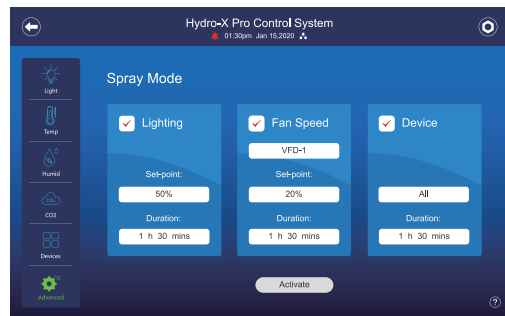 Hydro-X Pro Control System
01:30pm Jan 15,2020
Light
Temp
Humid
CO2
CO2
Devices
Advanced
Spray Mode
Lighting
Set-point:
50%
Duration:
1 h 30 mins
Fan Speed
VFD-1
Set-point:
20%
Duration:
1 h 30 mins
Device
All
Duration:
1 h 30 mins
Activate
?